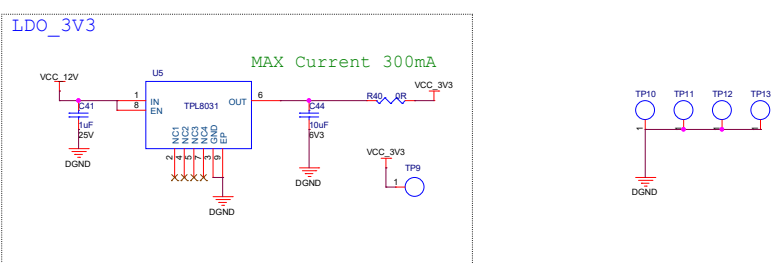 LDO_3V3
MAX Current 300mA
VCC_12V
U5
VCC_3V3
1 IN
8 EN
TPL8031
OUT 6
R40 0R
C41
1uF
25V
C44
10uF
6V3
NC1 NC2 NC3 NC4 GND EP
2 4 5 7 3 9
DGND
DGND
DGND
VCC_3V3
TP9
1
TP10 TP11 TP12 TP13
1
DGND